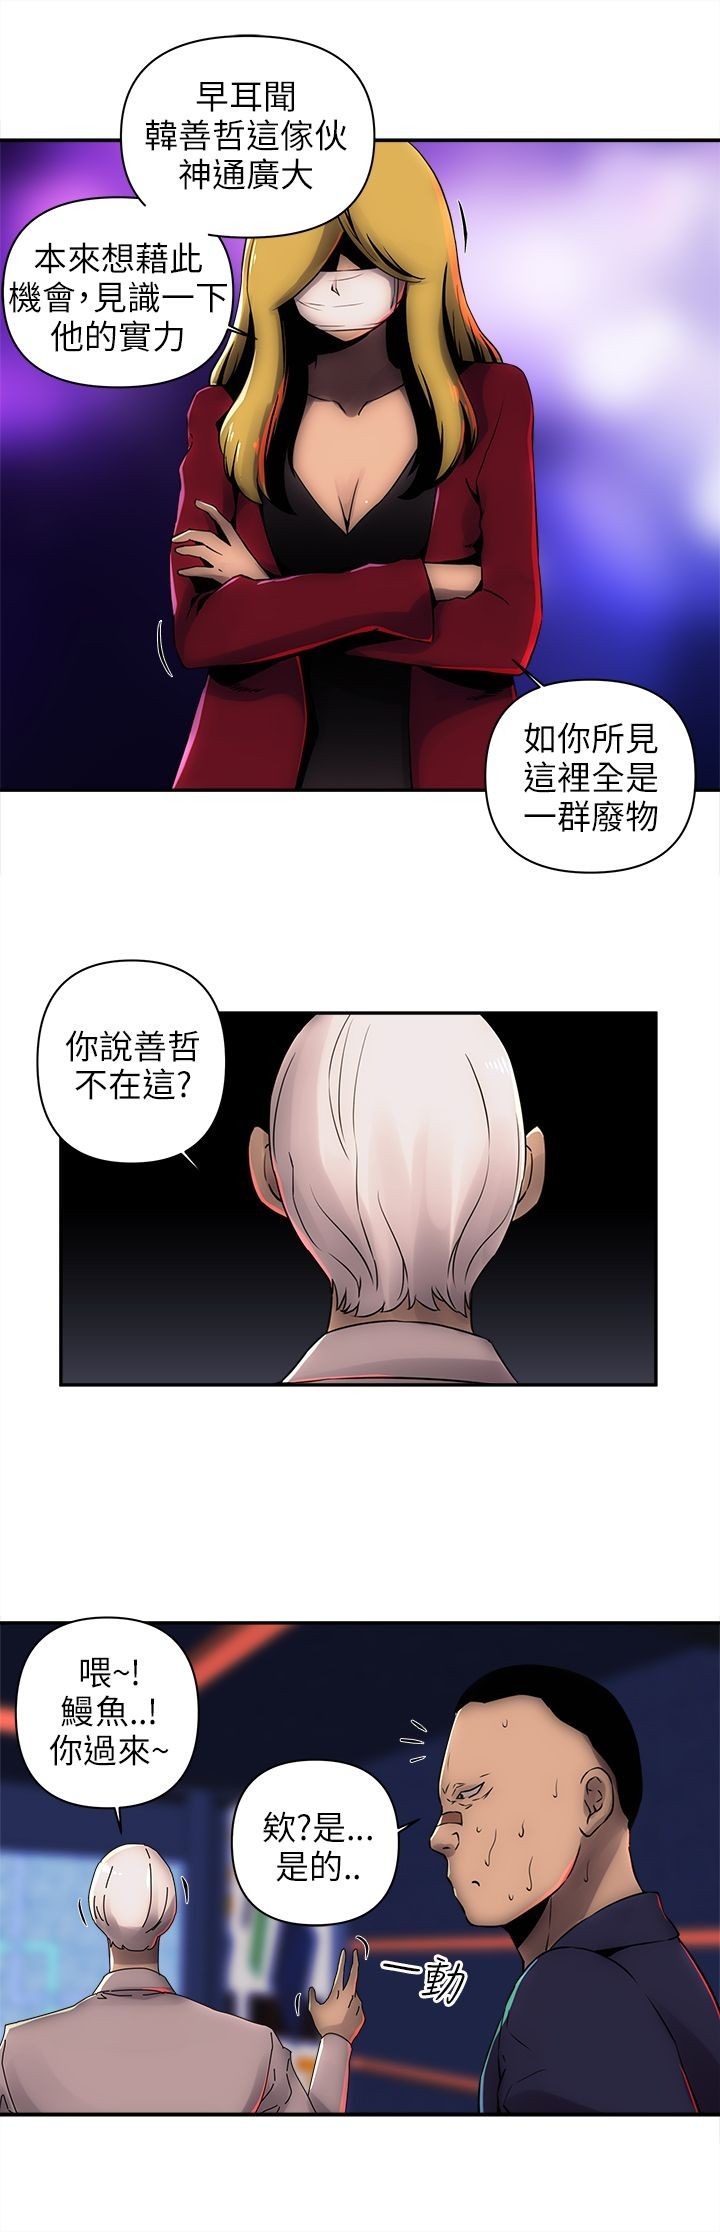 早耳聞
韓善哲這傢伙
神通廣大
本來想藉此
機會，見識一下
他的實力
如你所見
這裡全是
一群廢物
你說善哲
不在這？
喂~!
鰻魚..!
你過來~
欸?是...
是的..
一動